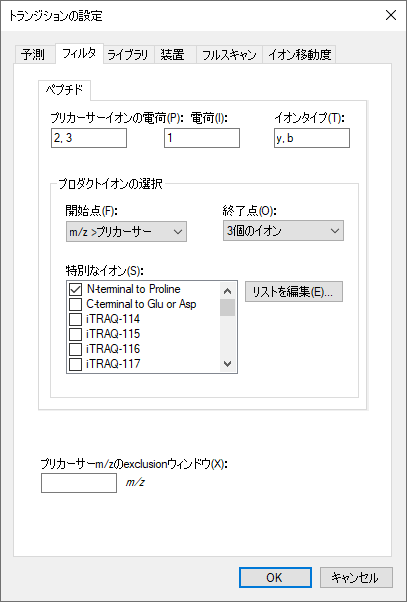 トランジションの設定
予測 フィルタ ライブラリ 装置 フルスキャン イオン移動度
ペプチド
プリカーサーイオンの電荷(P): 電荷(I): イオンタイプ(T):
2, 3 1 y, b
プロダクトイオンの選択
開始点(F): 終了点(O):
m/z >プリカーサー 3個のイオン
特別なイオン(S):
N-terminal to Proline リストを編集(E)...
C-terminal to Glu or Asp
iTRAQ-114
iTRAQ-115
iTRAQ-116
iTRAQ-117
プリカーサーm/zのexclusionウィンドウ(X):
m/z
OK キャンセル